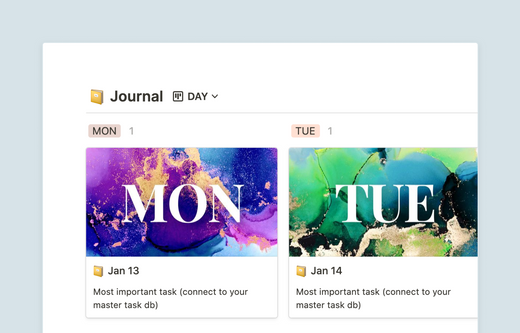 Journal DAY
MON 1
TUE 1
MON
TUE
Jan 13
Most important task (connect to your
master task db)
Jan 14
Most important task (connect to your
master task db)